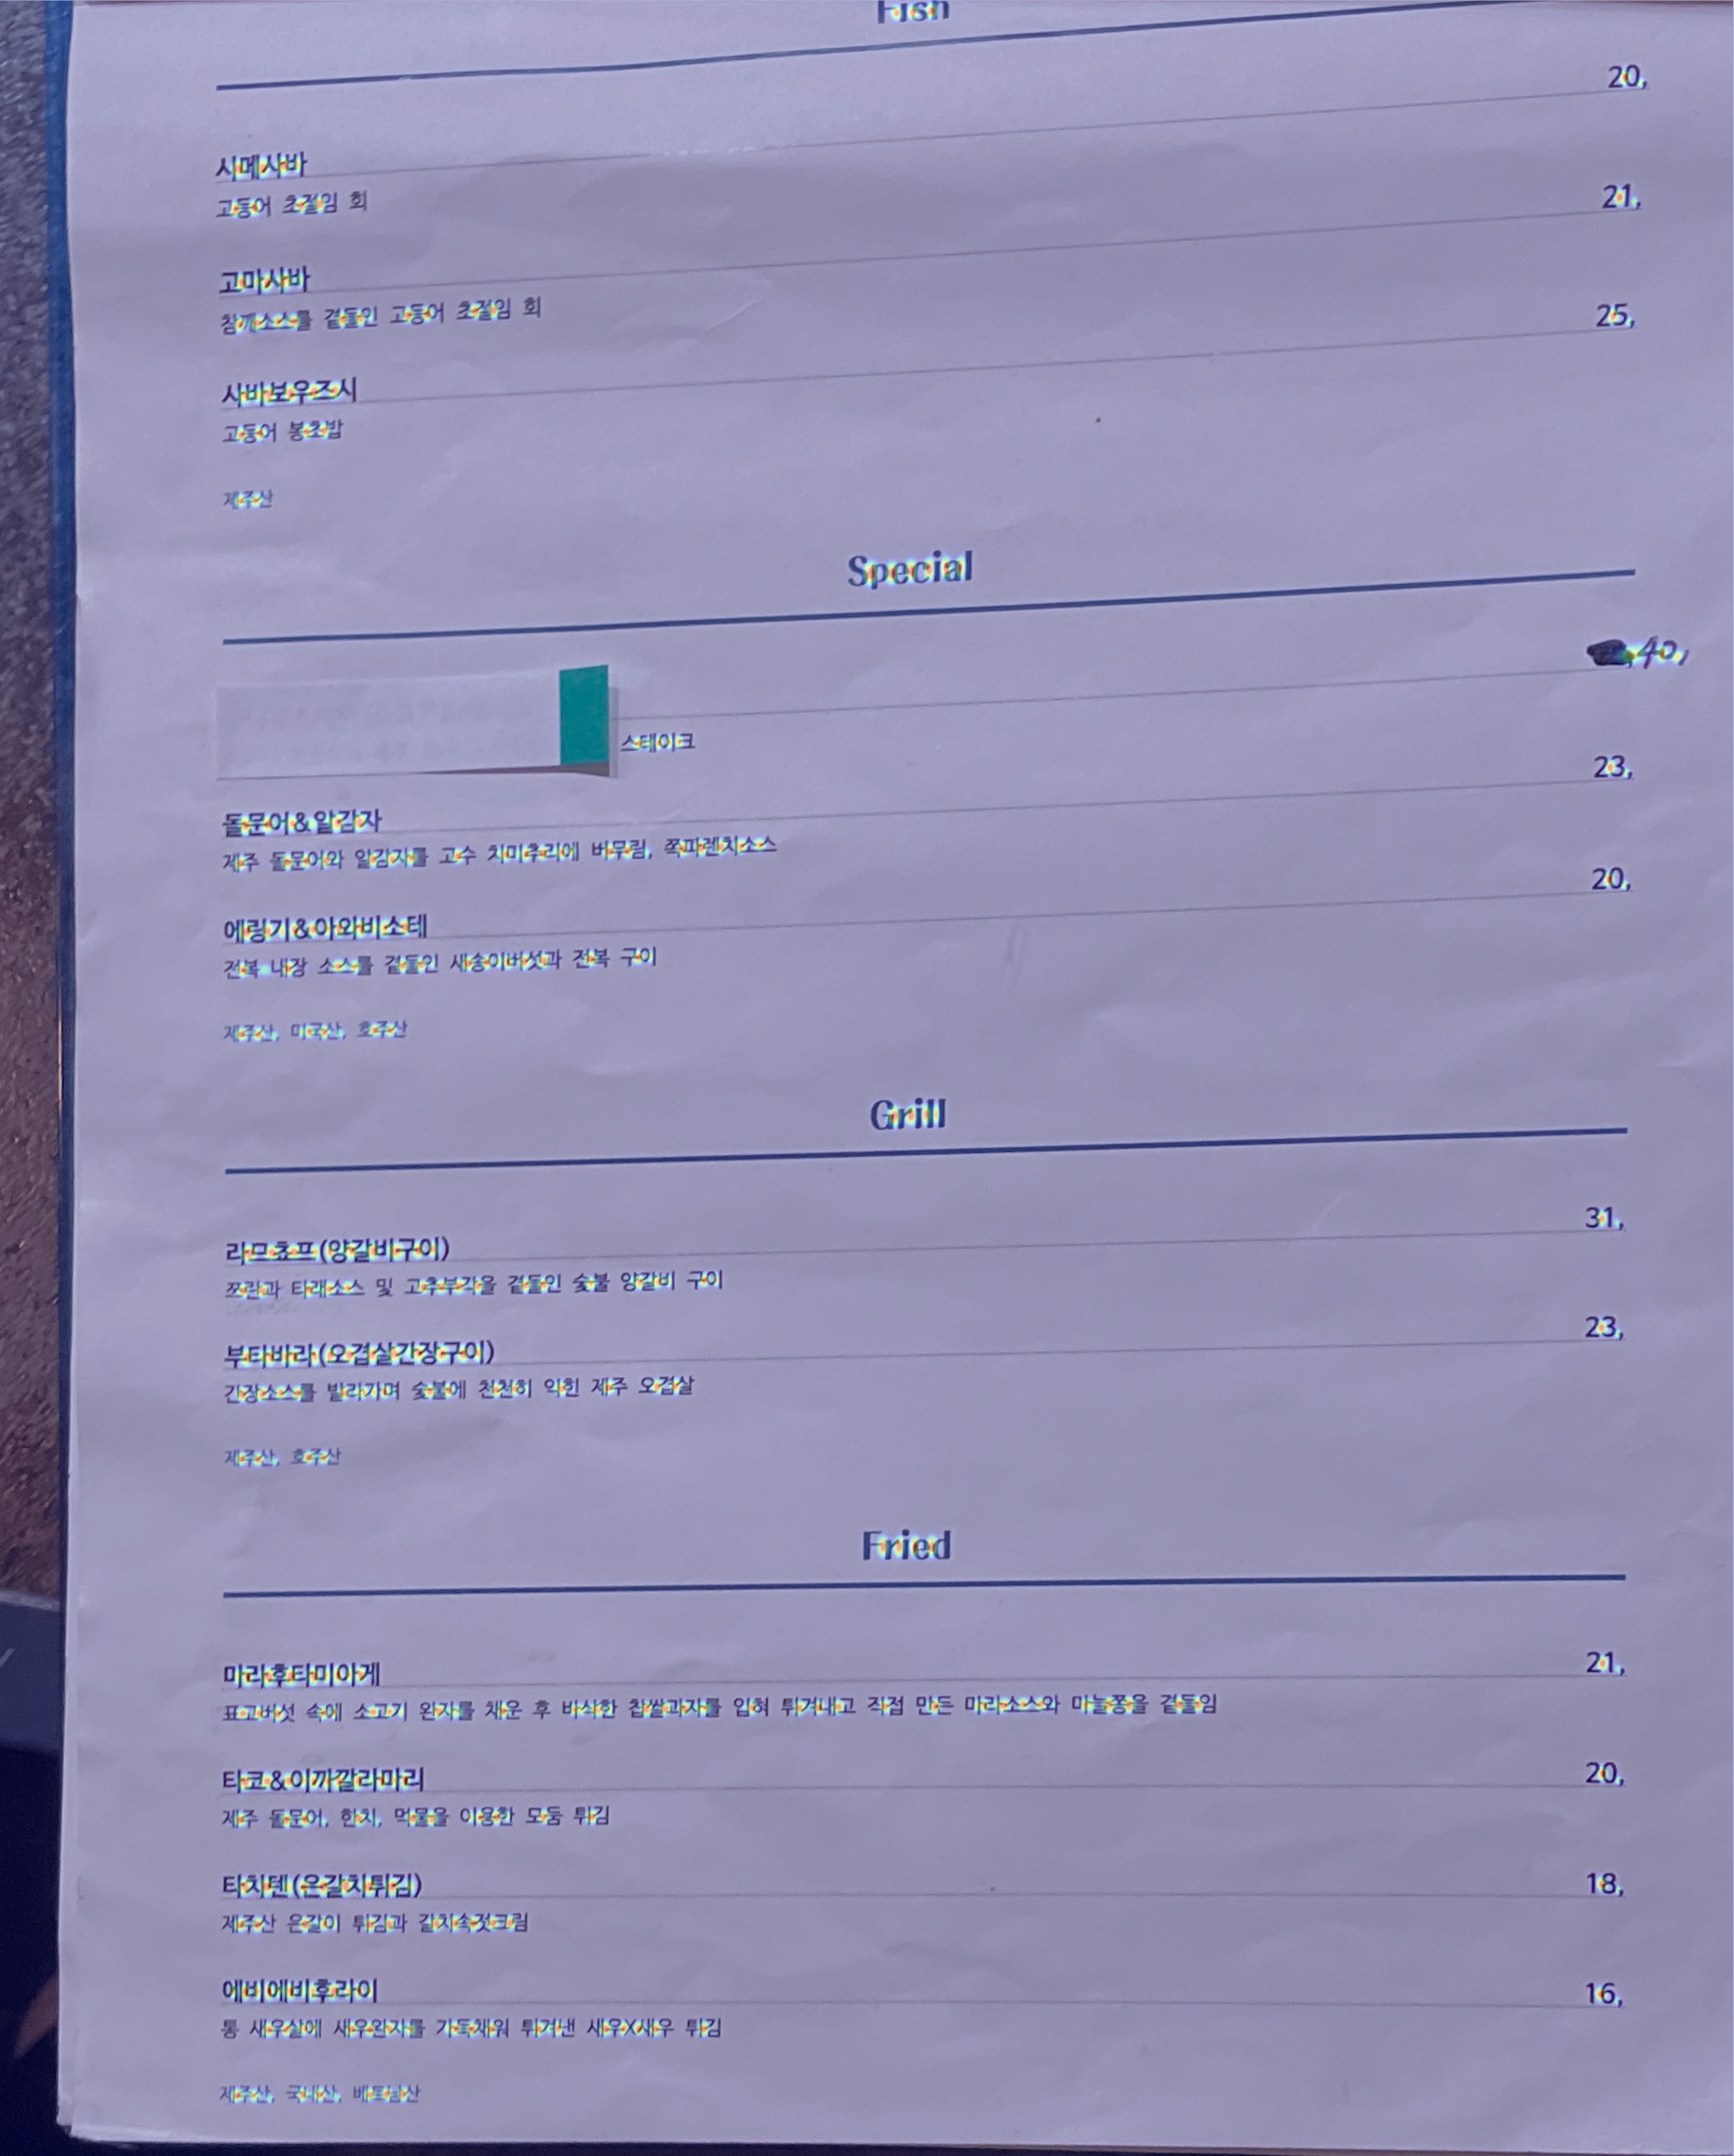 Fish
시메사바 20,
고등어 초절임 회
고마사바 21,
참깨소스를 곁들인 고등어 초절임 회
사바보우즈시 25,
고등어 봉초밥
제주산
Special
40,
스테이크
돌문어&알감자 23,
제주 돌문어와 알감자를 고수 치미추리에 버무림, 쪽파렌치소스
에링기&아와비소테 20,
전복 내장 소스를 곁들인 새송이버섯과 전복 구이
제주산, 미국산, 호주산
Grill
라므쵸프(양갈비구이) 31,
쯔란과 타래소스 및 고추부각을 곁들인 숯불 양갈비 구이
부타바라(오겹살간장구이) 23,
간장소스를 발라가며 숯불에 천천히 익힌 제주 오겹살
제주산, 호주산
Fried
마라후타미아게 21,
표고버섯 속에 소고기 완자를 채운 후 바삭한 찹쌀과자를 입혀 튀겨내고 직접 만든 마라소스와 마늘쫑을 곁들임
타코&이까깔라마리 20,
제주 돌문어, 한치, 먹물을 이용한 모둠 튀김
타치텐(은갈치튀김) 18,
제주산 은갈이 튀김과 갈치속젓크림
에비에비후라이 16,
통 새우살에 새우완자를 가득채워 튀겨낸 새우X새우 튀김
제주산, 국내산, 베트남산